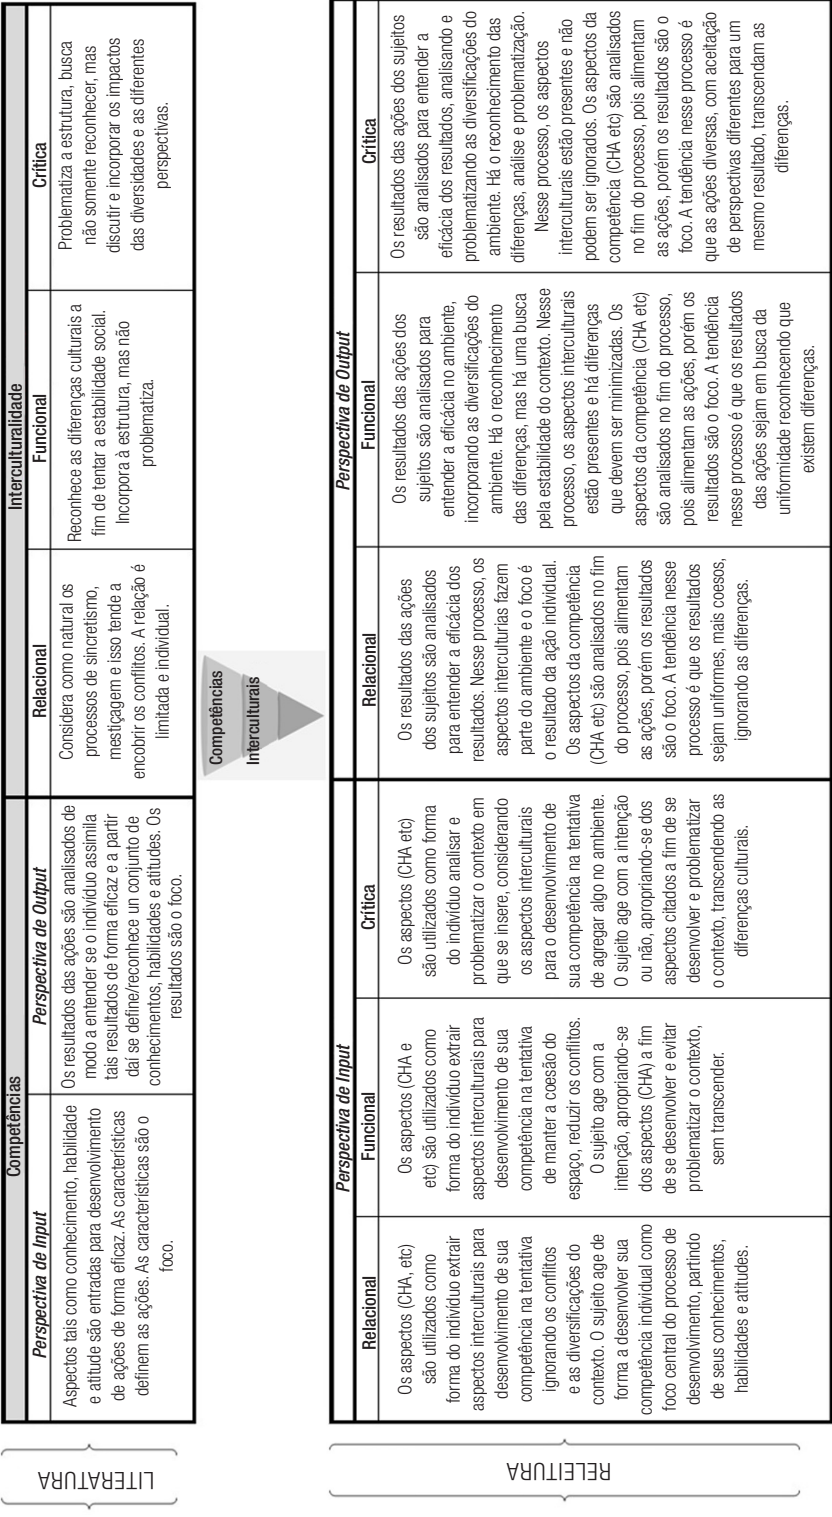 LITERATURA
Competências
Perspectiva de Input
Aspectos tais como conhecimento, habilidade
e atitude são entradas para desenvolvimento
de ações de forma eficaz. As características
definem as ações. As características são o
foco.
Perspectiva de Output
Os resultados das ações são analisados de
modo a entender se o indivíduo assimila
tais resultados de forma eficaz e a partir
daí se define/reconhece un conjunto de
conhecimentos, habilidades e atitudes. Os
resultados são o foco.
Interculturalidade
Relacional
Considera como natural os
processos de sincretismo,
mestiçagem e isso tende a
encobrir os conflitos. A relação é
limitada e individual.
Funcional
Reconhece as diferenças culturais a
fim de tentar a estabilidade social.
Incorpora à estrutura, mas não
problematiza.
Crítica
Problematiza a estrutura, busca
não somente reconhecer, mas
discutir e incorporar os impactos
das diversidades e as diferentes
perspectivas.
Competências
Interculturais
RELEITURA
Perspectiva de Input
Relacional
Os aspectos (CHA, etc)
são utilizados como
forma do indivíduo extrair
aspectos interculturais para
desenvolvimento de sua
competência na tentativa
ignorando os conflitos
e as diversificações do
contexto. O sujeito age de
forma a desenvolver sua
competência individual como
foco central do processo de
desenvolvimento, partindo
de seus conhecimentos,
habilidades e atitudes.
Funcional
Os aspectos (CHA e
etc) são utilizados como
forma do indivíduo extrair
aspectos interculturais para
desenvolvimento de sua
competência na tentativa
de manter a coesão do
espaço, reduzir os conflitos.
O sujeito age com a
intenção, apropriando-se
dos aspectos (CHA) a fim
de se desenvolver e evitar
problematizar o contexto,
sem transcender.
Crítica
Os aspectos (CHA etc)
são utilizados como forma
do indivíduo analisar e
problematizar o contexto em
que se insere, considerando
os aspectos interculturais
para o desenvolvimento de
sua competência na tentativa
de agregar algo no ambiente.
O sujeito age com a intenção
ou não, apropriando-se dos
aspectos citados a fim de se
desenvolver e problematizar
o contexto, transcendendo as
diferenças culturais.
Perspectiva de Output
Relacional
Os resultados das ações
dos sujeitos são analisados
para entender a eficácia dos
resultados. Nesse processo, os
aspectos interculturias fazem
parte do ambiente e o foco é
o resultado da ação individual.
Os aspectos da competência
(CHA etc) são analisados no fim
do processo, pois alimentam
as ações, porém os resultados
são o foco. A tendência nesse
processo é que os resultados
sejam uniformes, mais coesos,
ignorando as diferenças.
Funcional
Os resultados das ações dos
sujeitos são analisados para
entender a eficácia no ambiente,
incorporando as diversificações do
ambiente. Há o reconhecimento
das diferenças, mas há uma busca
pela estabilidade do contexto. Nesse
processo, os aspectos interculturais
estão presentes e há diferenças
que devem ser minimizadas. Os
aspectos da competência (CHA etc)
são analisados no fim do processo,
pois alimentam as ações, porém os
resultados são o foco. A tendência
nesse processo é que os resultados
das ações sejam em busca da
uniformidade reconhecendo que
existem diferenças.
Crítica
Os resultados das ações dos sujeitos
são analisados para entender a
eficácia dos resultados, analisando e
problematizando as diversificações do
ambiente. Há o reconhecimento das
diferenças, análise e problematização.
Nesse processo, os aspectos
interculturais estão presentes e não
podem ser ignorados. Os aspectos da
competência (CHA etc) são analisados
no fim do processo, pois alimentam
as ações, porém os resultados são o
foco. A tendência nesse processo é
que as ações diversas, com aceitação
de perspectivas diferentes para um
mesmo resultado, transcendam as
diferenças.